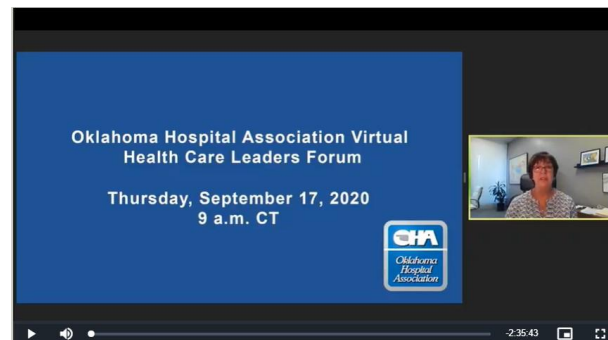 Oklahoma Hospital Association Virtual
Health Care Leaders Forum
Thursday, September 17, 2020
9 a.m. CT
OHA
Oklahoma
Hospital
Association
-2:35:43